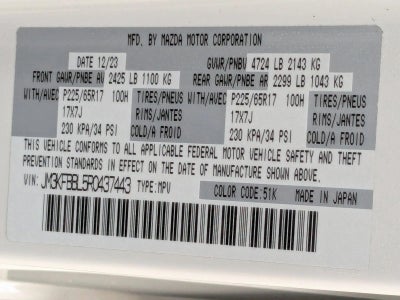 MFD. BY MAZDA MOTOR CORPORATION
DATE 12/23 GVWR/PNBV 4724 LB 2143 KG
FRONT GAWR/PNBE AV 2425 LB 1100 KG REAR GAWR/PNBE AR 2299 LB 1043 KG
WITH/AVEC P225/65R17 100H TIRES/PNEUS WITH/AVEC P225/65R17 100H TIRES/PNEUS
17X7J RIMS/JANTES 17X7J RIMS/JANTES
230 KPA/34 PSI COLD/A FROID 230 KPA/34 PSI COLD/A FROID
THIS VEHICLE CONFORMS TO ALL APPLICABLE FEDERAL MOTOR VEHICLE SAFETY AND THEFT
PREVENTION STANDARDS IN EFFECT ON THE DATE OF MANUFACTURE SHOWN ABOVE.
VIN: JM3KFBBL5R0437443 TYPE: MPV COLOR CODE: 51K MADE IN JAPAN